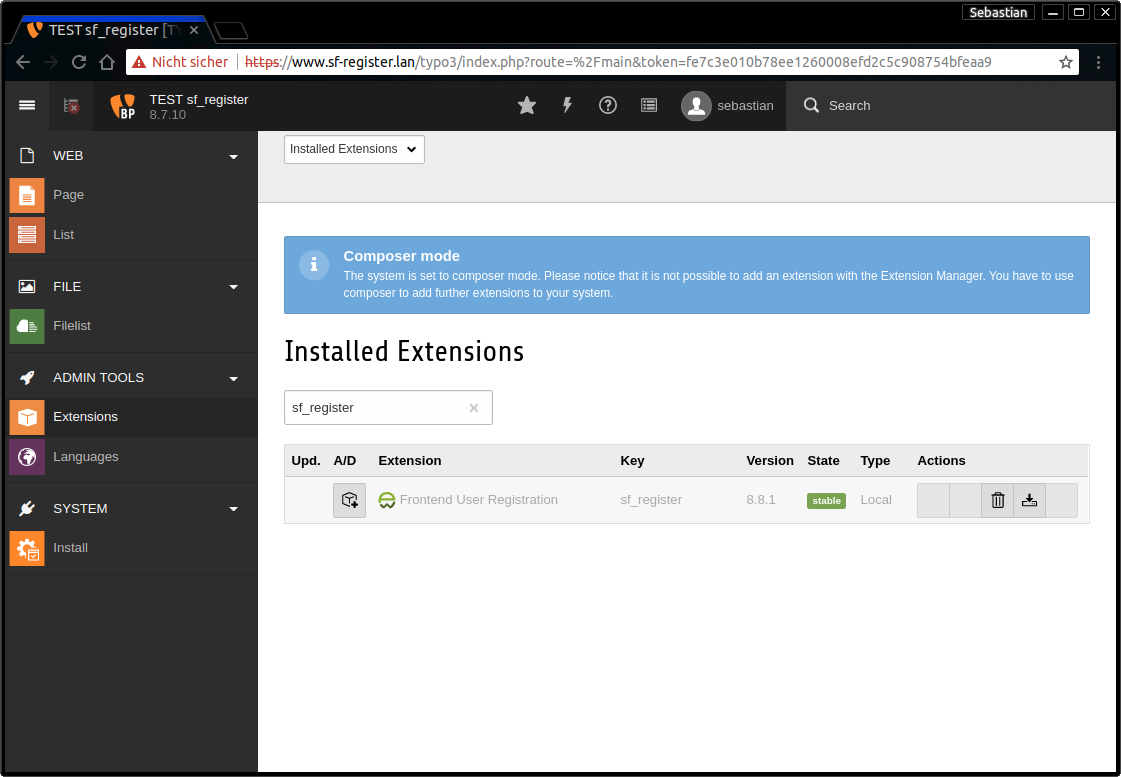 Sebastian
TEST sf_register [TY
Nicht sicher https://www.sf-register.lan/typo3/index.php?route=%2Fmain&token=fe7c3e010b78ee1260008efd2c5c908754bfeaa9
BP
TEST sf_register
8.7.10
sebastian
Search
WEB
Page
List
FILE
Filelist
ADMIN TOOLS
Extensions
Languages
SYSTEM
Install
Installed Extensions
Composer mode
The system is set to composer mode. Please notice that it is not possible to add an extension with the Extension Manager. You have to use
composer to add further extensions to your system.
Installed Extensions
sf_register
Upd. A/D Extension Key Version State Type Actions
Frontend User Registration sf_register 8.8.1 stable Local